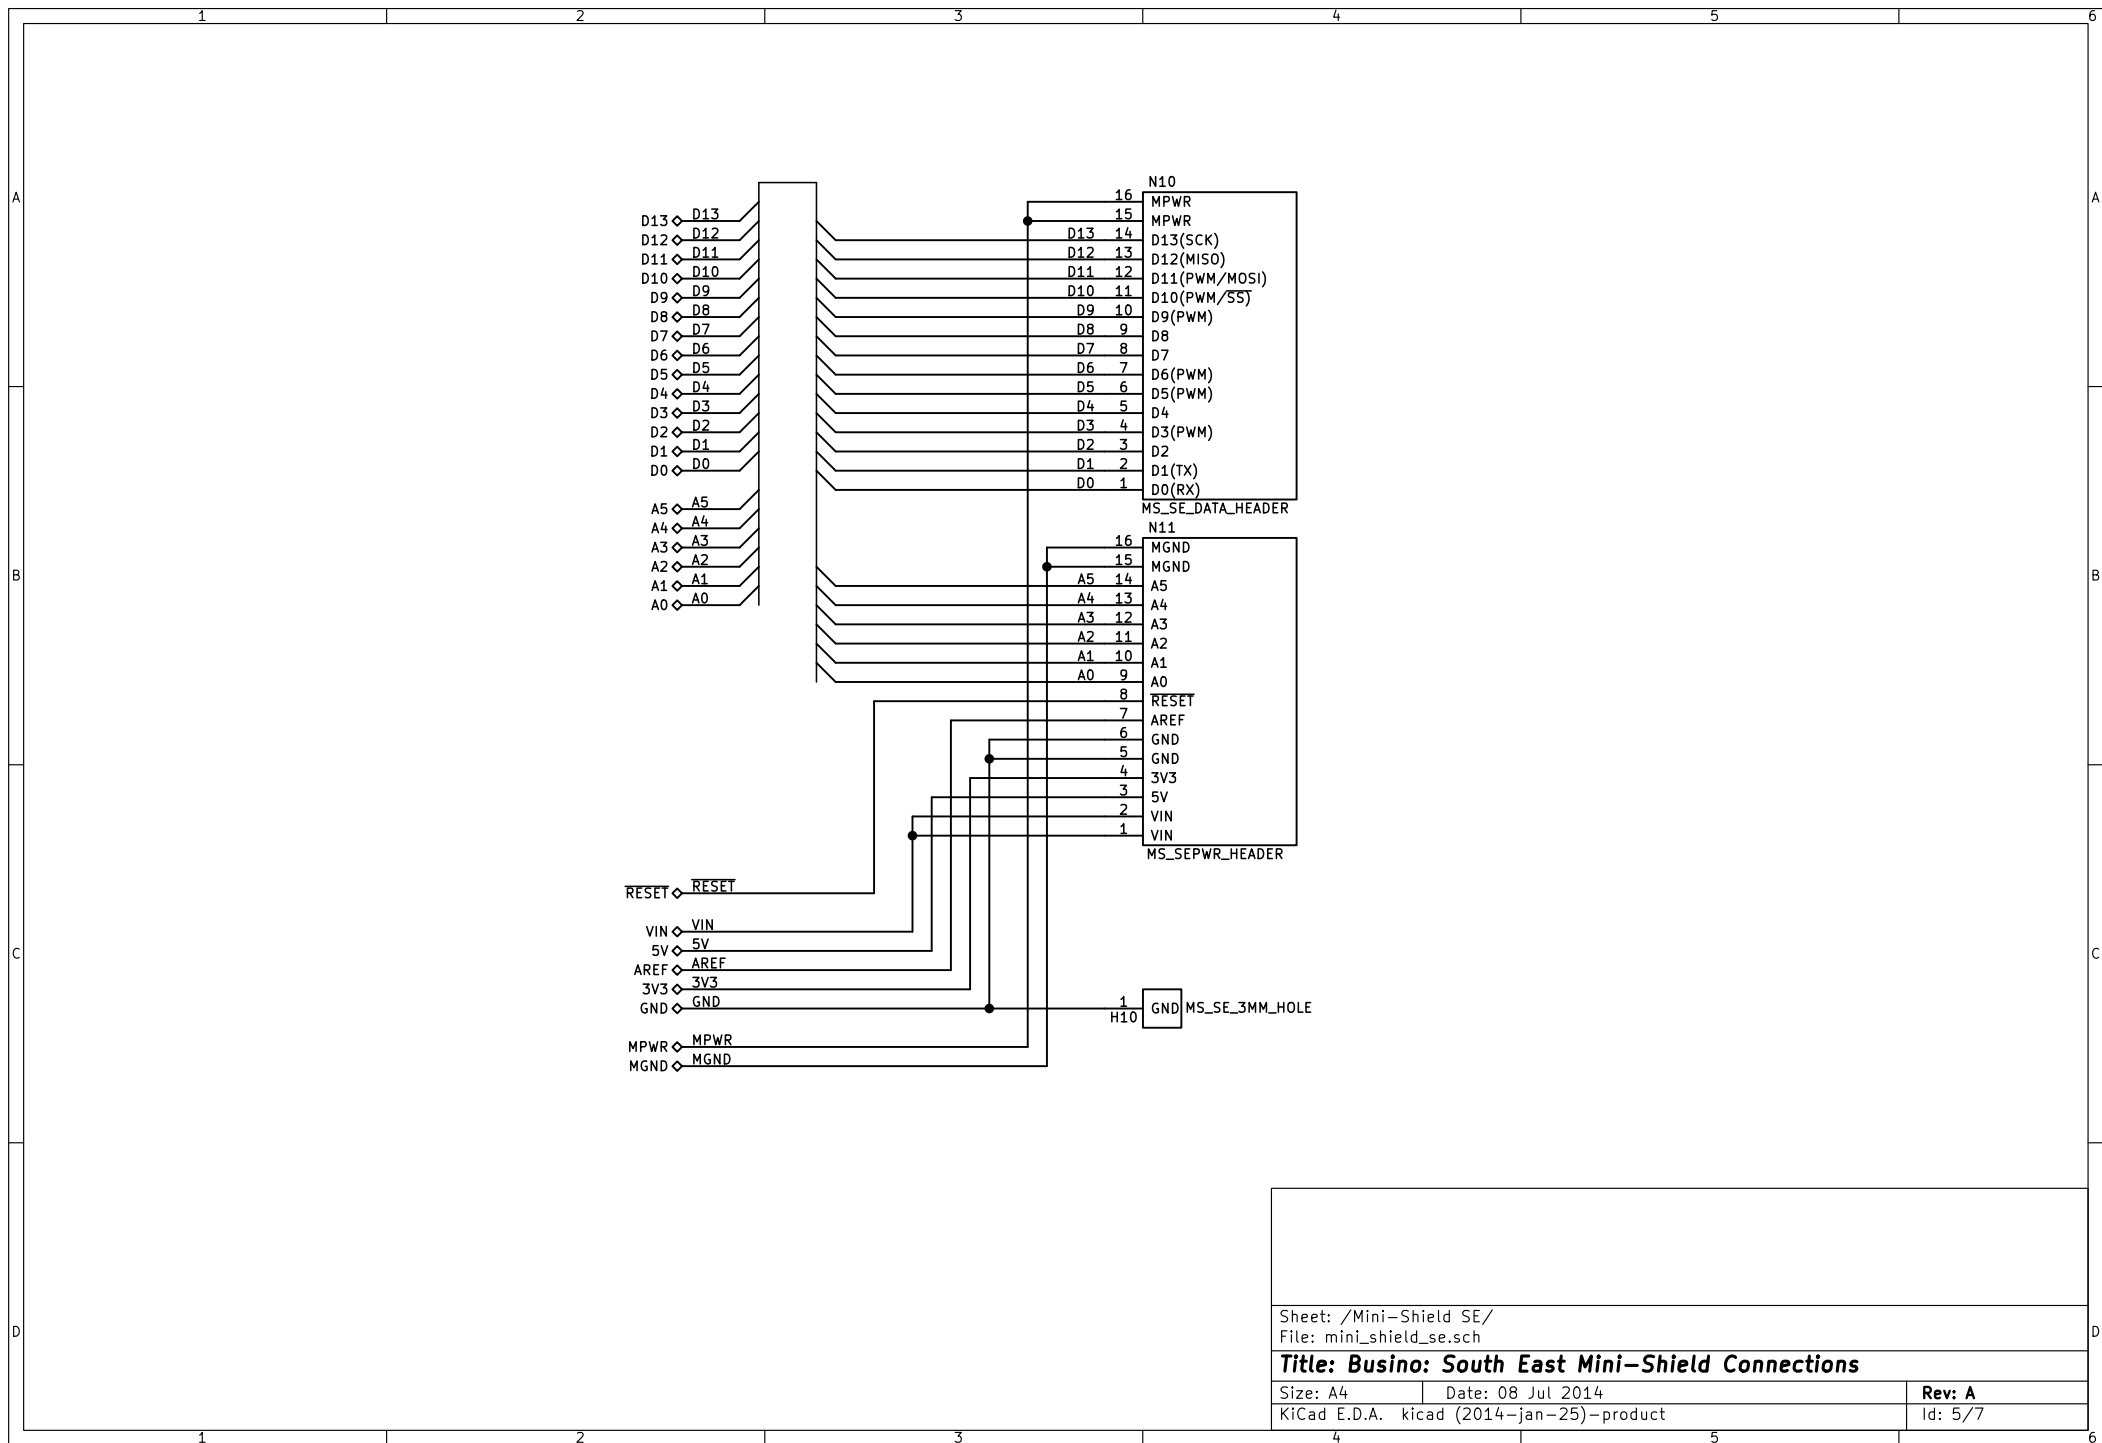 1 2 3 4 5 6
A A
B B
C C
D D
D13 D13
D12 D12
D11 D11
D10 D10
D9 D9
D8 D8
D7 D7
D6 D6
D5 D5
D4 D4
D3 D3
D2 D2
D1 D1
D0 D0
A5 A5
A4 A4
A3 A3
A2 A2
A1 A1
A0 A0
RESET RESET
VIN VIN
5V 5V
AREF AREF
3V3 3V3
GND GND
MPWR MPWR
MGND MGND
N10
16 MPWR
15 MPWR
D13 14 D13(SCK)
D12 13 D12(MISO)
D11 12 D11(PWM/MOSI)
D10 11 D10(PWM/SS)
D9 10 D9(PWM)
D8 9 D8
D7 8 D7
D6 7 D6(PWM)
D5 6 D5(PWM)
D4 5 D4
D3 4 D3(PWM)
D2 3 D2
D1 2 D1(TX)
D0 1 D0(RX)
MS_SE_DATA_HEADER
N11
16 MGND
15 MGND
A5 14 A5
A4 13 A4
A3 12 A3
A2 11 A2
A1 10 A1
A0 9 A0
8 RESET
7 AREF
6 GND
5 GND
4 3V3
3 5V
2 VIN
1 VIN
MS_SEPWR_HEADER
1 GND MS_SE_3MM_HOLE
H10
Sheet: /Mini-Shield SE/
File: mini_shield_se.sch
Title: Busino: South East Mini-Shield Connections
Size: A4 Date: 08 Jul 2014 Rev: A
KiCad E.D.A. kicad (2014-jan-25)-product Id: 5/7
1 2 3 4 5 6